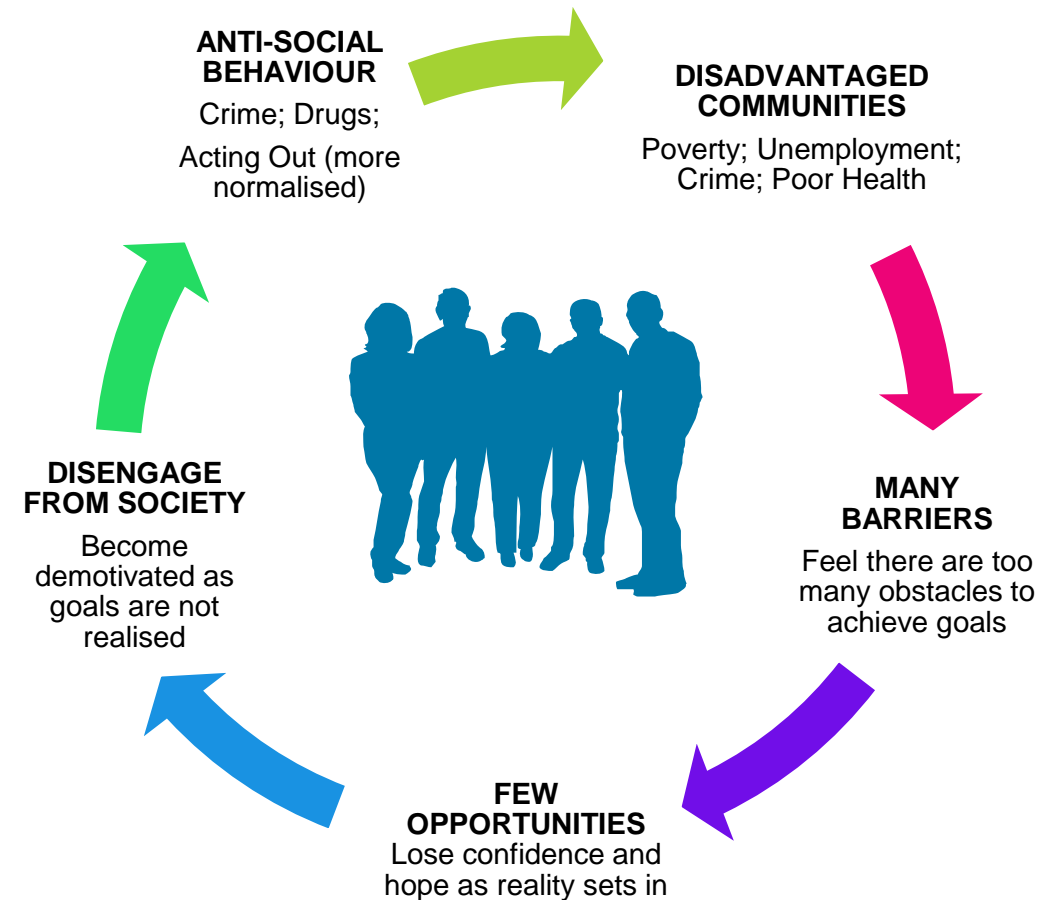 ANTI-SOCIAL
BEHAVIOUR
Crime; Drugs;
Acting Out (more
normalised)
DISADVANTAGED
COMMUNITIES
Poverty; Unemployment;
Crime; Poor Health
MANY
BARRIERS
Feel there are too
many obstacles to
achieve goals
FEW
OPPORTUNITIES
Lose confidence and
hope as reality sets in
DISENGAGE
FROM SOCIETY
Become
demotivated as
goals are not
realised